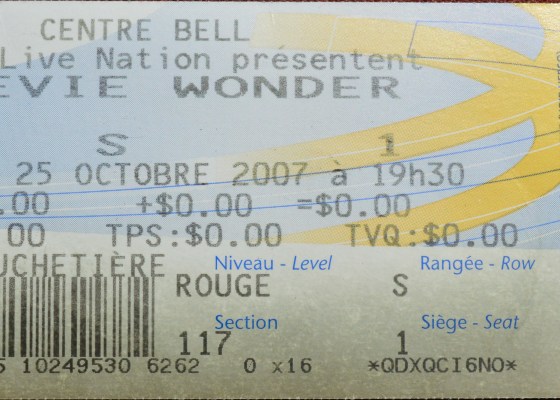 CENTRE BELL
Live Nation présentent
EVIE WONDER
S 1
25 OCTOBRE 2007 à 19h30
.00 +$0.00 =$0.00
00 TPS:$0.00 TVQ:$0.00
UCHETIÈRE Niveau - Level Rangée - Row
ROUGE S
Section Siège - Seat
117 1
5 10249530 6262 0 x16 *QDXQCI6NO*